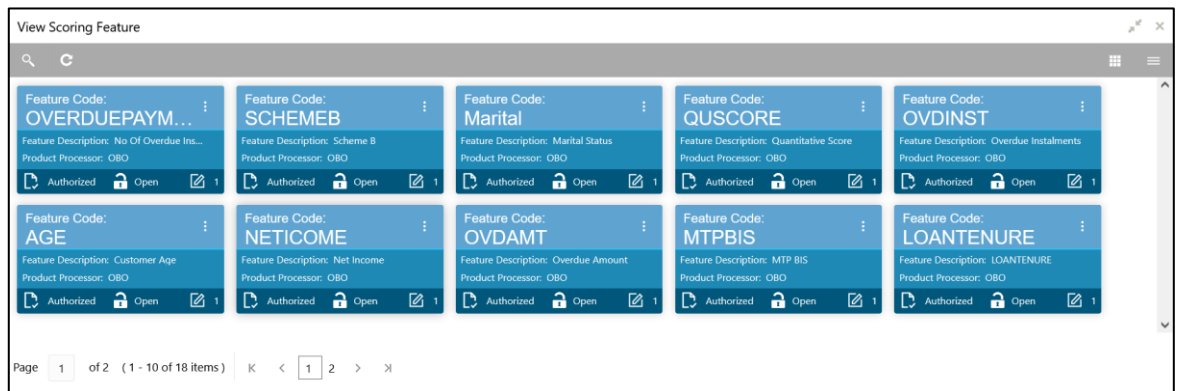 View Scoring Feature
Feature Code:
OVERDUEPAYM...
Feature Description: No Of Overdue Ins...
Product Processor: OBO
Authorized Open 1
Feature Code:
SCHEMEB
Feature Description: Scheme B
Product Processor: OBO
Authorized Open 1
Feature Code:
Marital
Feature Description: Marital Status
Product Processor: OBO
Authorized Open 1
Feature Code:
QUSCORE
Feature Description: Quantitative Score
Product Processor: OBO
Authorized Open 1
Feature Code:
OVDINST
Feature Description: Overdue Instalments
Product Processor: OBO
Authorized Open 1
Feature Code:
AGE
Feature Description: Customer Age
Product Processor: OBO
Authorized Open 1
Feature Code:
NETICOME
Feature Description: Net Income
Product Processor: OBO
Authorized Open 1
Feature Code:
OVDAMT
Feature Description: Overdue Amount
Product Processor: OBO
Authorized Open 1
Feature Code:
MTPBIS
Feature Description: MTP BIS
Product Processor: OBO
Authorized Open 1
Feature Code:
LOANTENURE
Feature Description: LOANTENURE
Product Processor: OBO
Authorized Open 1
Page 1 of 2 ( 1 - 10 of 18 items ) 1 2